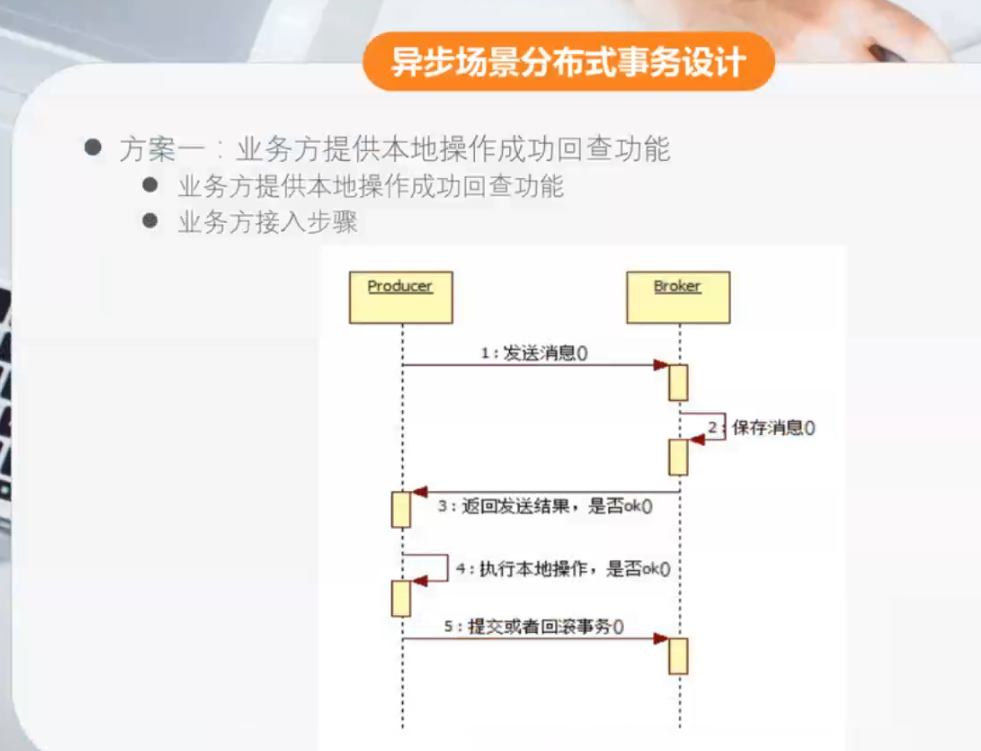 异步场景分布式事务设计
方案一：业务方提供本地操作成功回查功能
业务方提供本地操作成功回查功能
业务方接入步骤
Producer
Broker
1：发送消息()
2：保存消息()
3：返回发送结果，是否ok()
4：执行本地操作，是否ok()
5：提交或者回滚事务()